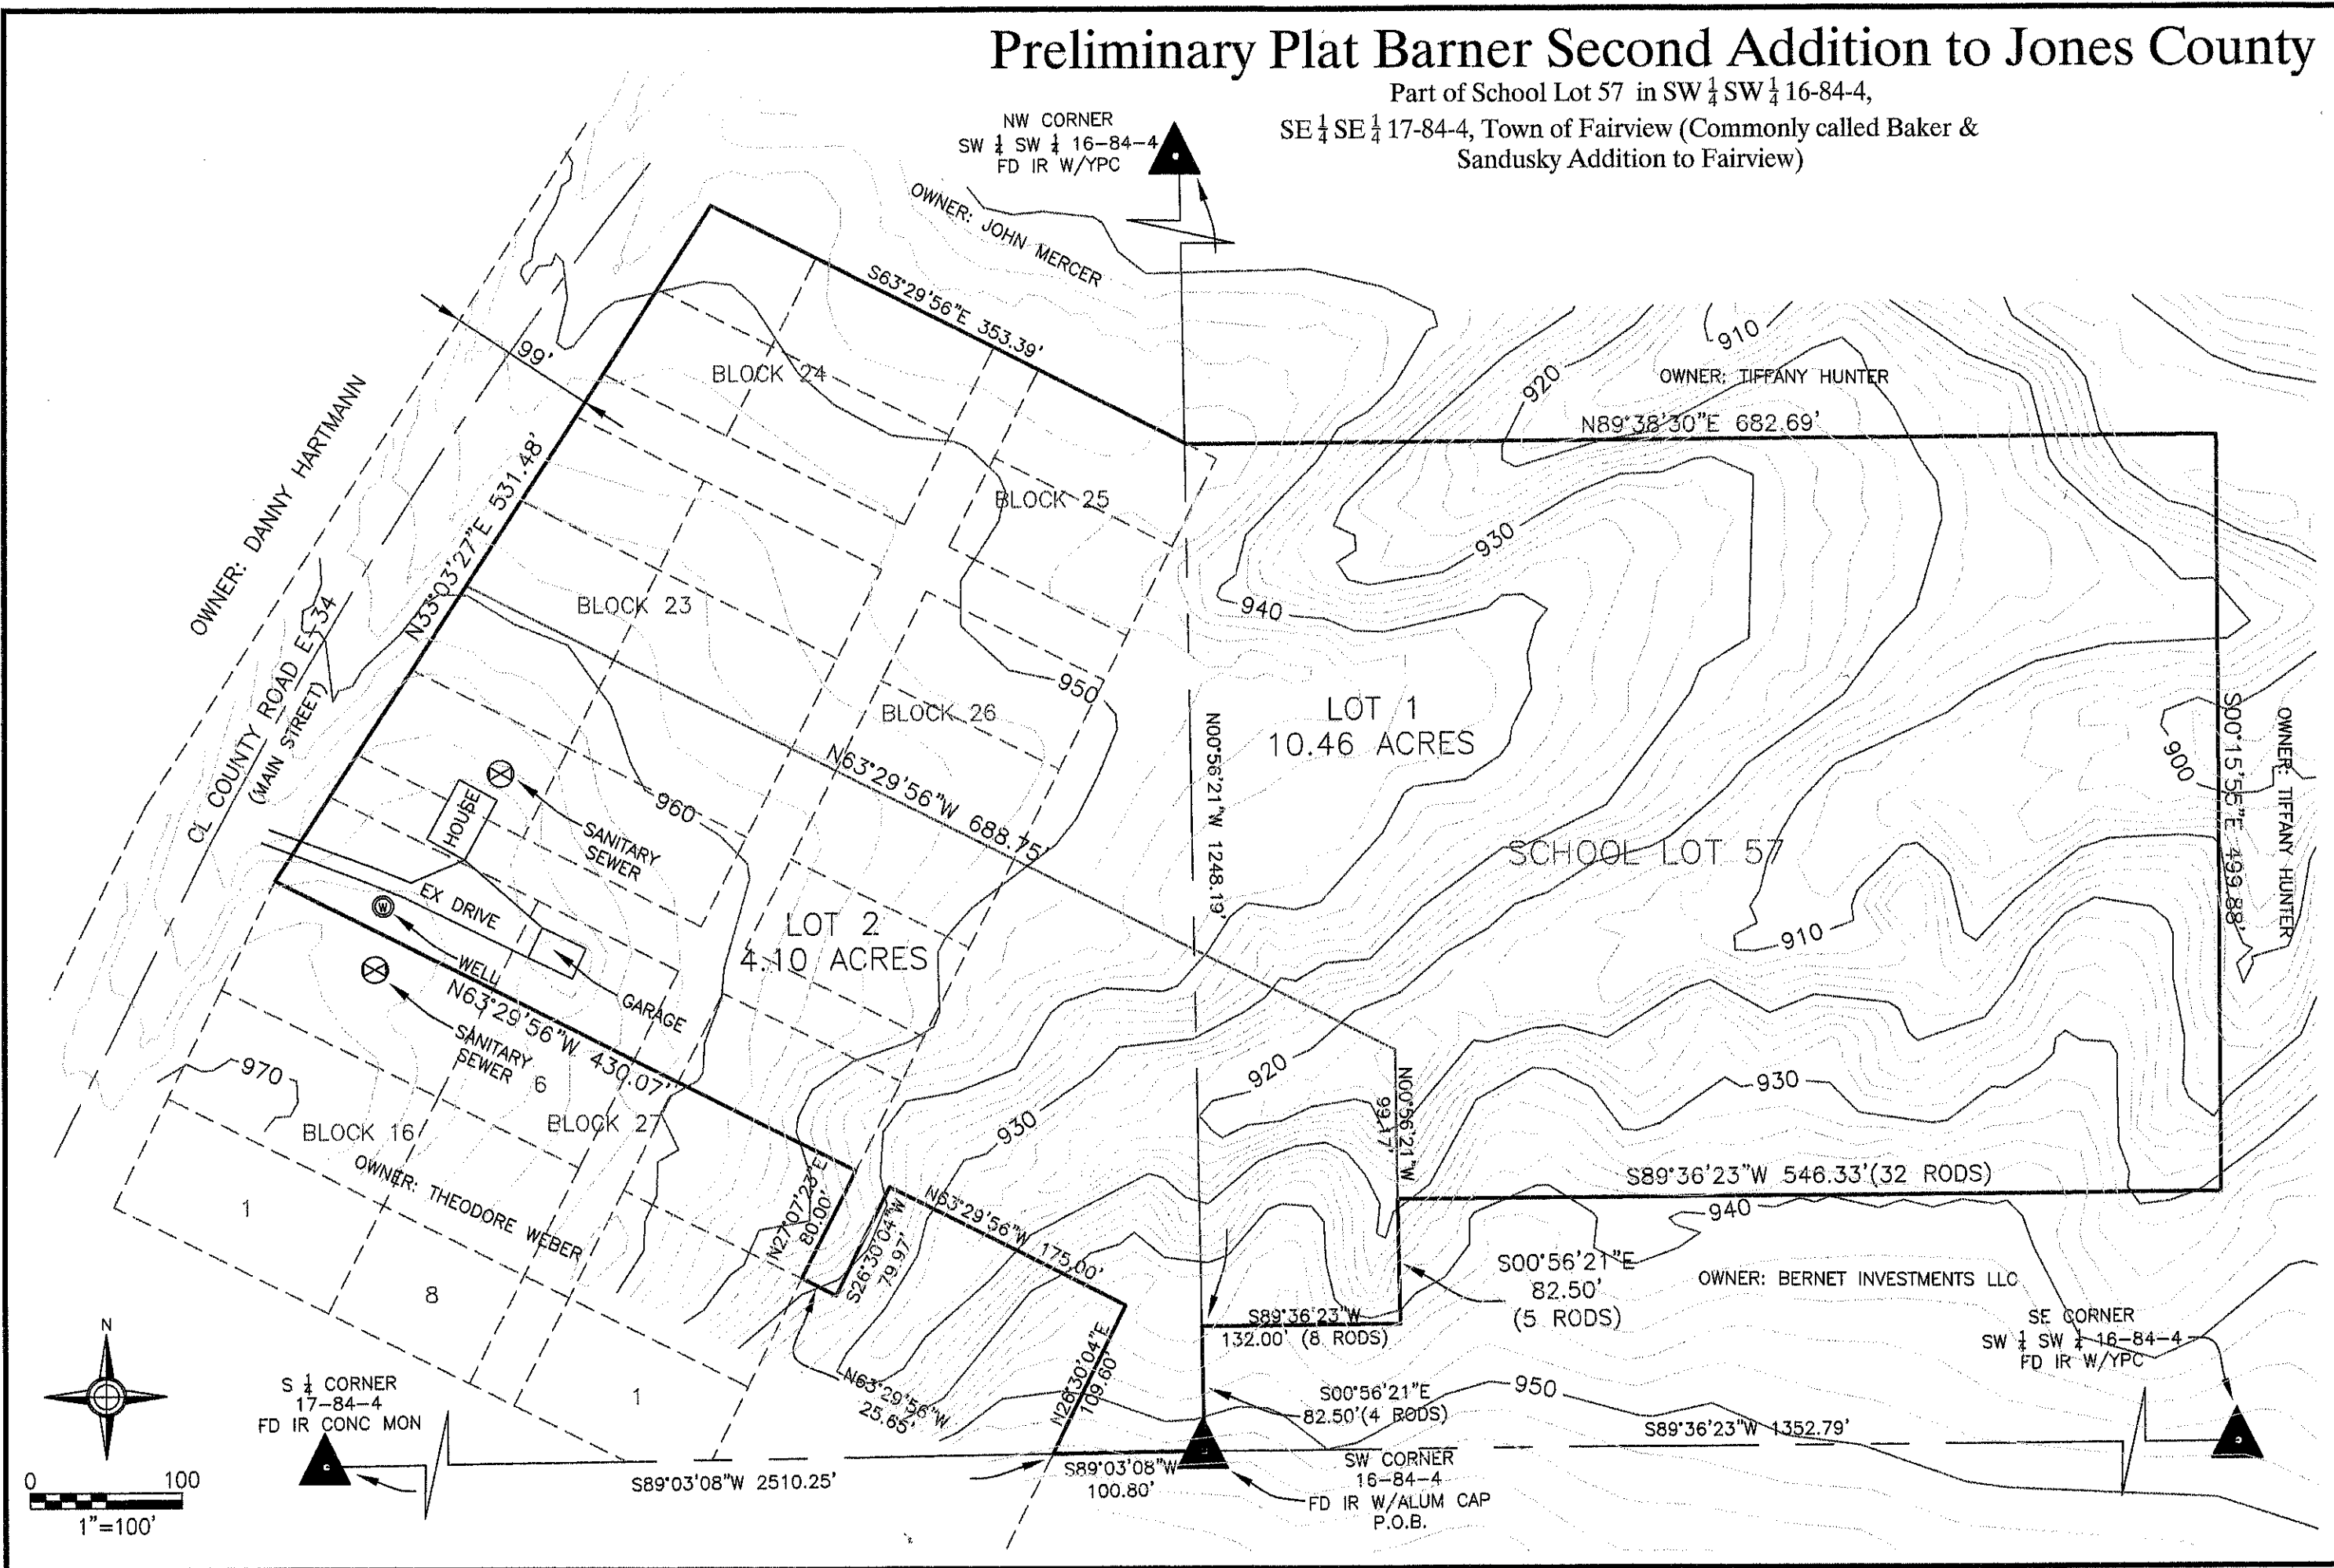 Preliminary Plat Barner Second Addition to Jones County
Part of School Lot 57 in SW ¼ SW ¼ 16-84-4,
SE ¼ SE ¼ 17-84-4, Town of Fairview (Commonly called Baker &
Sandusky Addition to Fairview)
NW CORNER
SW ¼ SW ¼ 16-84-4
FD IR W/YPC
OWNER: JOHN MERCER
S63°29'56"E 353.39'
99'
BLOCK 24
910
920
OWNER: TIFFANY HUNTER
N89°38'30"E 682.69'
OWNER: DANNY HARTMANN
N33°03'27"E 531.48'
BLOCK 25
930
BLOCK 23
940
CL COUNTY ROAD E-34
(MAIN STREET)
950
BLOCK 26
LOT 1
10.46 ACRES
N00°56'21"W 1248.19'
S00°15'55"E 499.88'
OWNER: TIFFANY HUNTER
900
N63°29'56"W 688.75'
960
HOUSE
SANITARY
SEWER
SCHOOL LOT 57
EX DRIVE
W
LOT 2
4.10 ACRES
910
WELL
GARAGE
N63°29'56"W 430.07'
SANITARY
SEWER
6
970
BLOCK 16
BLOCK 27
920
930
930
N00°56'21"W
99.17'
OWNER: THEODORE WEBER
N27°07'23"E
80.00'
S26°30'04"W
79.97'
N63°29'56"W 175.00'
S89°36'23"W 546.33'(32 RODS)
940
1
8
1
S00°56'21"E
82.50'
(5 RODS)
OWNER: BERNET INVESTMENTS LLC
S89°36'23"W
132.00' (8 RODS)
SE CORNER
SW ¼ SW ¼ 16-84-4
FD IR W/YPC
N
N63°29'56"W
25.65'
N26°30'04"E
109.60'
S00°56'21"E
82.50'(4 RODS)
950
S ¼ CORNER
17-84-4
FD IR CONC MON
S89°36'23"W 1352.79'
S89°03'08"W 2510.25'
S89°03'08"W
100.80'
SW CORNER
16-84-4
FD IR W/ALUM CAP
P.O.B.
0 100
1"=100'